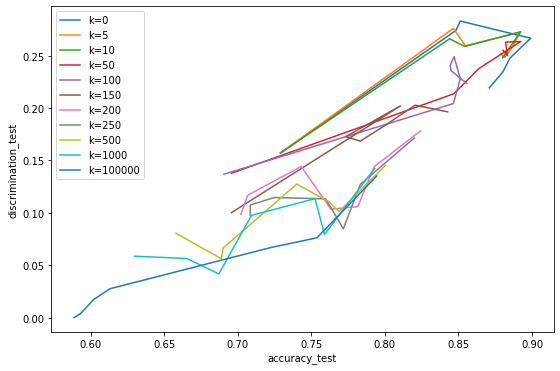 k=0
k=5
k=10
k=50
k=100
k=150
k=200
k=250
k=500
k=1000
k=100000
0.25
0.20
0.15
0.10
0.05
0.00
discrimination_test
0.60
0.65
0.70
0.75
0.80
0.85
0.90
accuracy_test